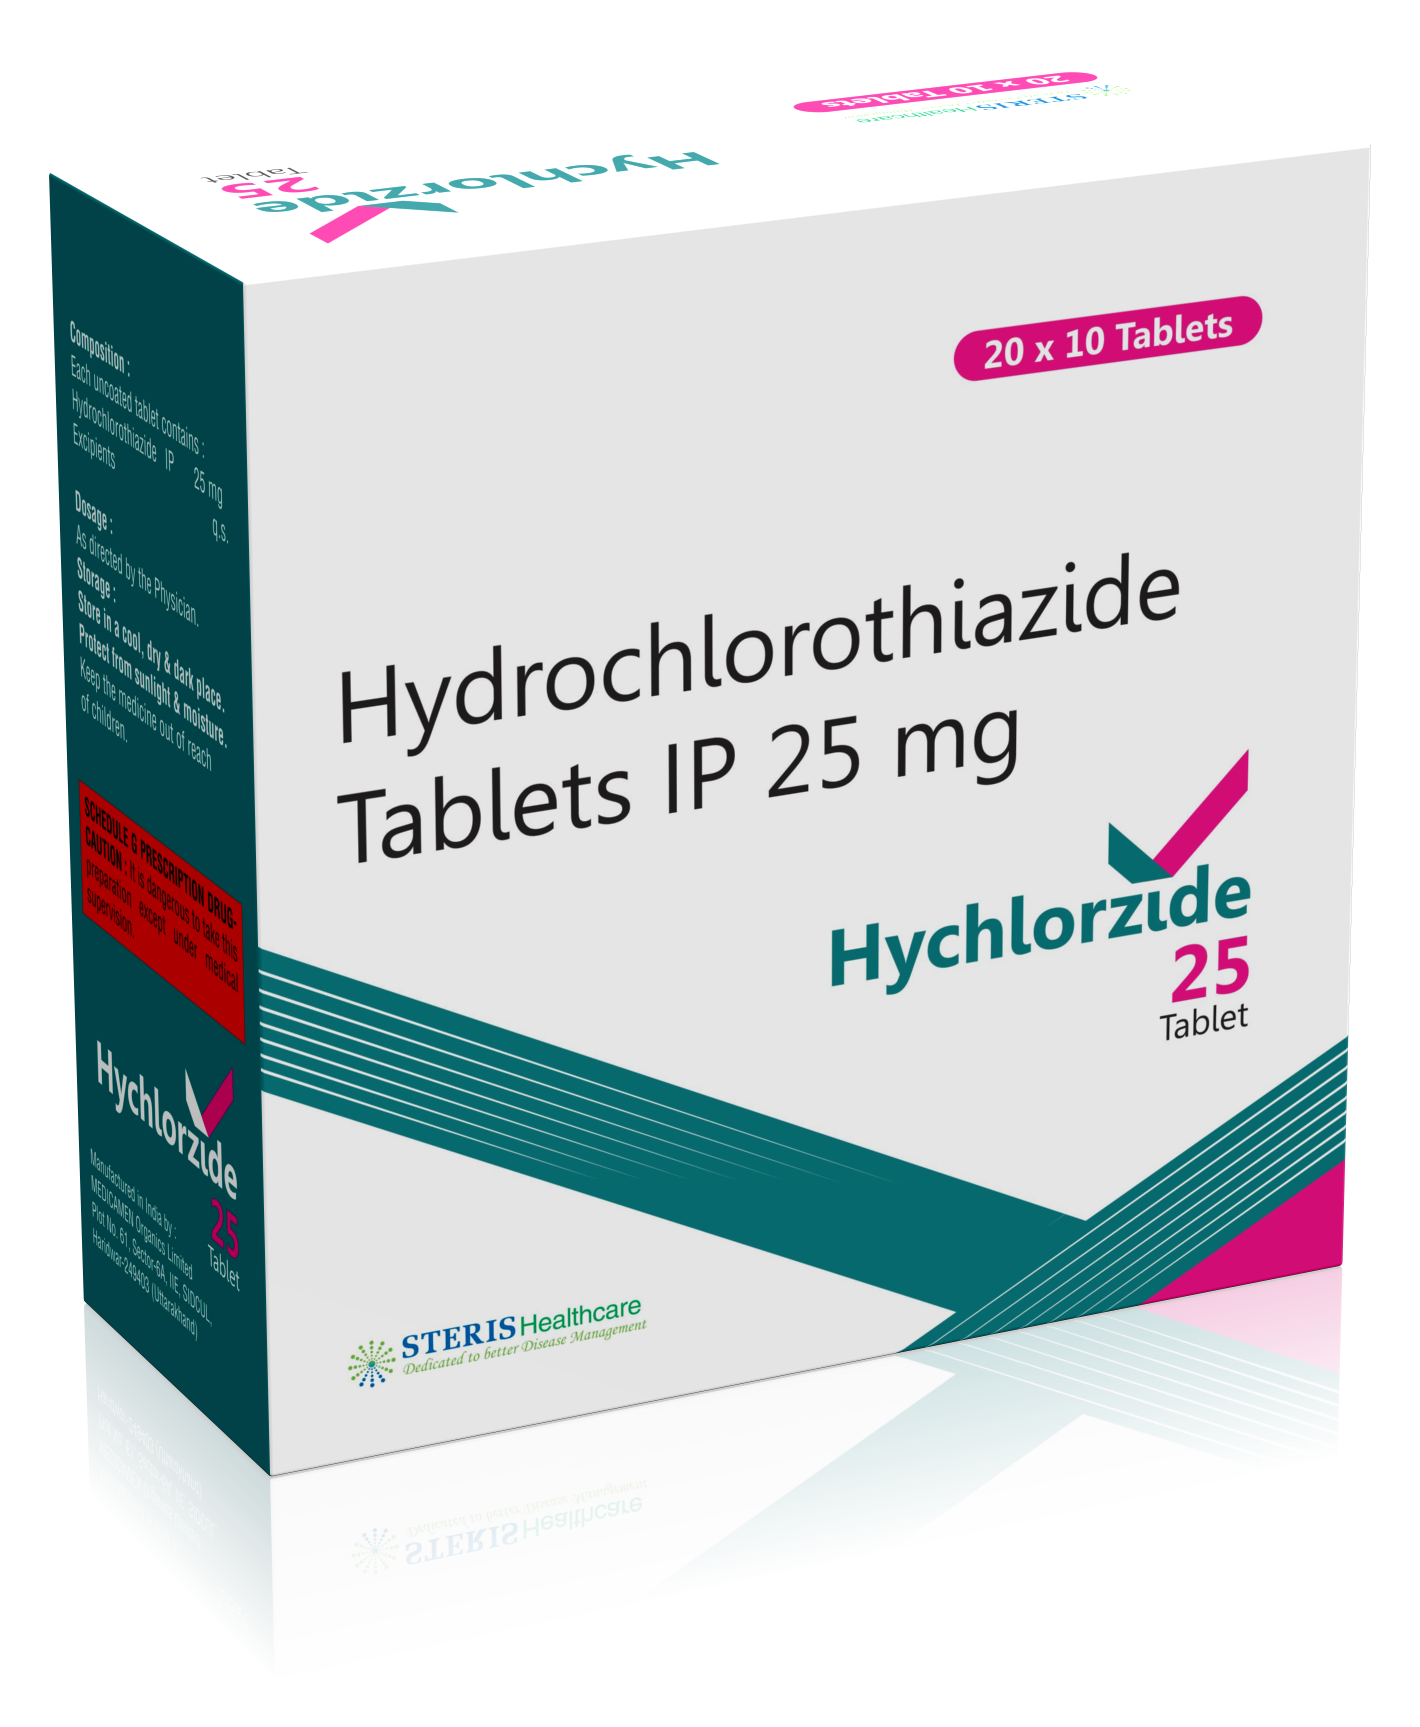 20 x 10 Tablets
STERIS Healthcare
Hychlorzide
25
Tablet
20 x 10 Tablets
Hydrochlorothiazide
Tablets IP 25 mg
Hychlorzide
25
Tablet
STERIS Healthcare
Dedicated to better Disease Management
Composition :
Each uncoated tablet contains :
Hydrochlorothiazide IP 25 mg
Excipients q.s.
Dosage :
As directed by the Physician.
Storage :
Store in a cool, dry & dark place.
Protect from sunlight & moisture.
Keep the medicine out of reach
of children.
SCHEDULE G PRESCRIPTION DRUG-
CAUTION : It is dangerous to take this
preparation except under medical
supervision
Hychlorzide
25
Tablet
Manufactured in India by :
MEDICAMEN Organics Limited
Plot No. 61, Sector-6A, IIE, SIDCUL,
Haridwar-249403 (Uttarakhand)